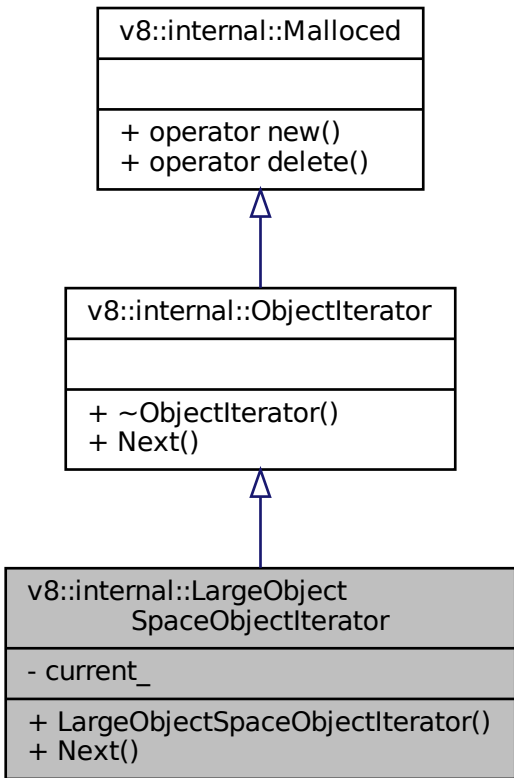 v8::internal::Malloced
+ operator new()
+ operator delete()
v8::internal::ObjectIterator
+ ~ObjectIterator()
+ Next()
v8::internal::LargeObject
SpaceObjectIterator
- current_
+ LargeObjectSpaceObjectIterator()
+ Next()